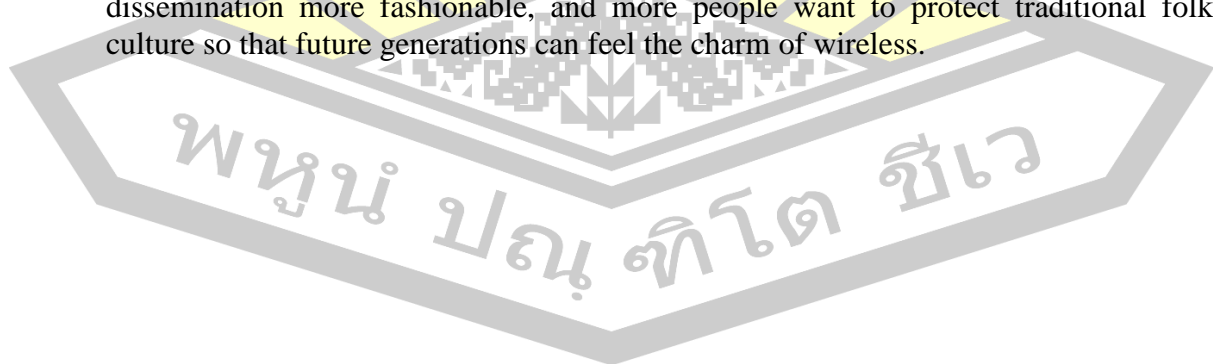 dissemination more fashionable, and more people want to protect traditional folk
culture so that future generations can feel the charm of wireless.
พหูนํ ปณฺฑิโต ชีเว